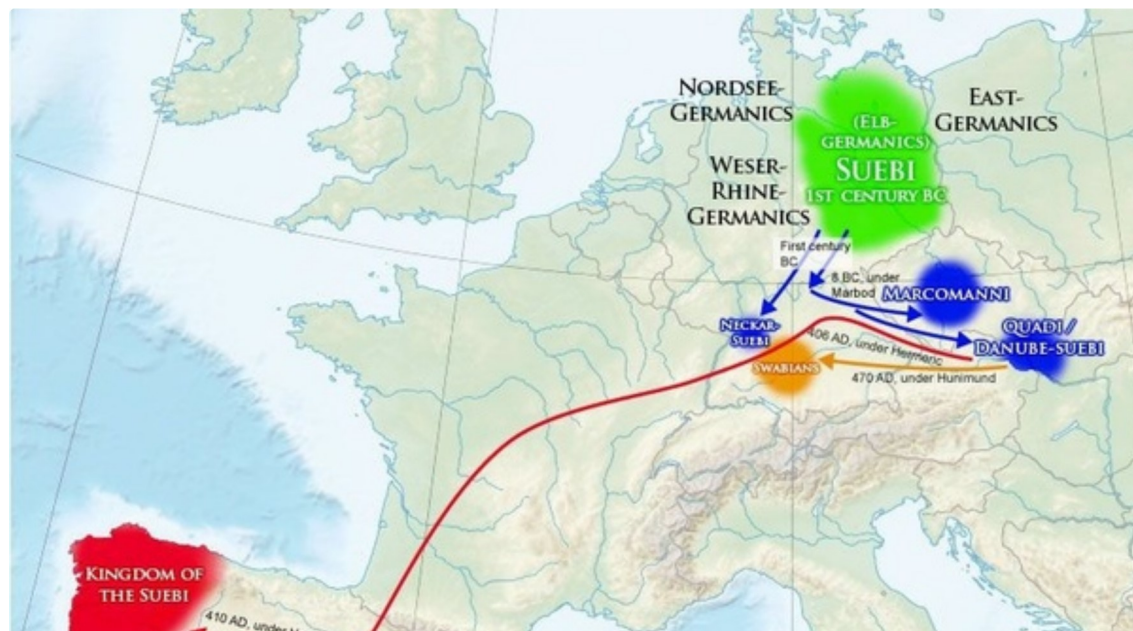 NORDSEE-
GERMANICS
EAST-
GERMANICS
(ELB-
GERMANICS)
SUEBI
1ST CENTURY BC
WESER-
RHINE-
GERMANICS
First century
BC
8 BC, under
Marbod
MARCOMANNI
NECKAR-
SUEBI
QUADI /
DANUBE-SUEBI
406 AD, under Hermeric
SWABIANS
470 AD, under Hunimund
KINGDOM OF
THE SUEBI
410 AD, under